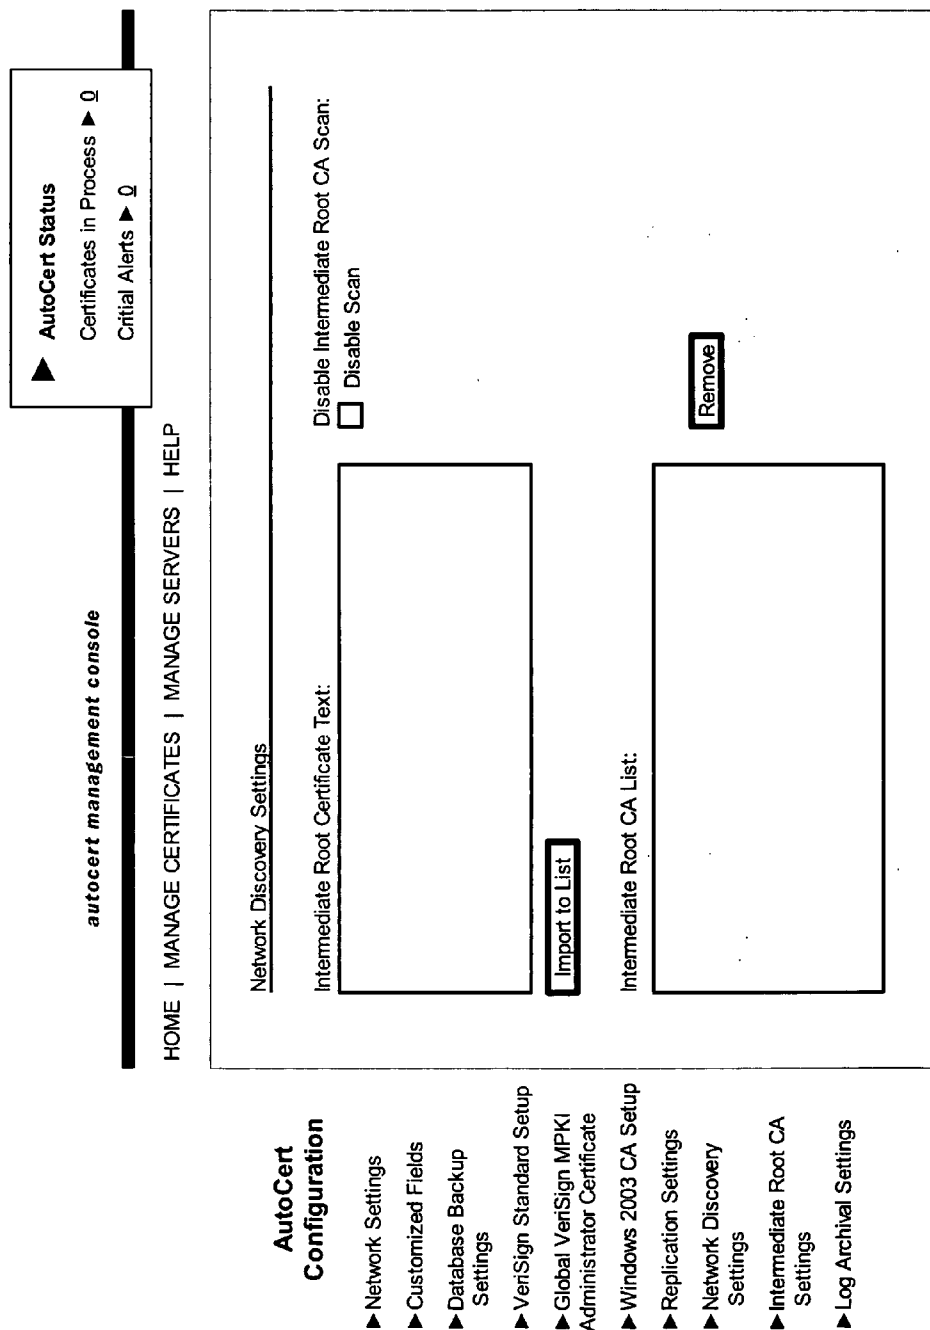 autocert management console
▶ AutoCert Status
Certificates in Process ▶ 0
Critial Alerts ▶ 0
HOME | MANAGE CERTIFICATES | MANAGE SERVERS | HELP
AutoCert
Configuration
▶ Network Settings
▶ Customized Fields
▶ Database Backup
Settings
▶ VeriSign Standard Setup
▶ Global VeriSign MPKI
Administrator Certificate
▶ Windows 2003 CA Setup
▶ Replication Settings
▶ Network Discovery
Settings
▶ Intermediate Root CA
Settings
▶ Log Archival Settings
Network Discovery Settings
Intermediate Root Certificate Text:
Disable Intermediate Root CA Scan:
Disable Scan
Import to List
Intermediate Root CA List:
Remove